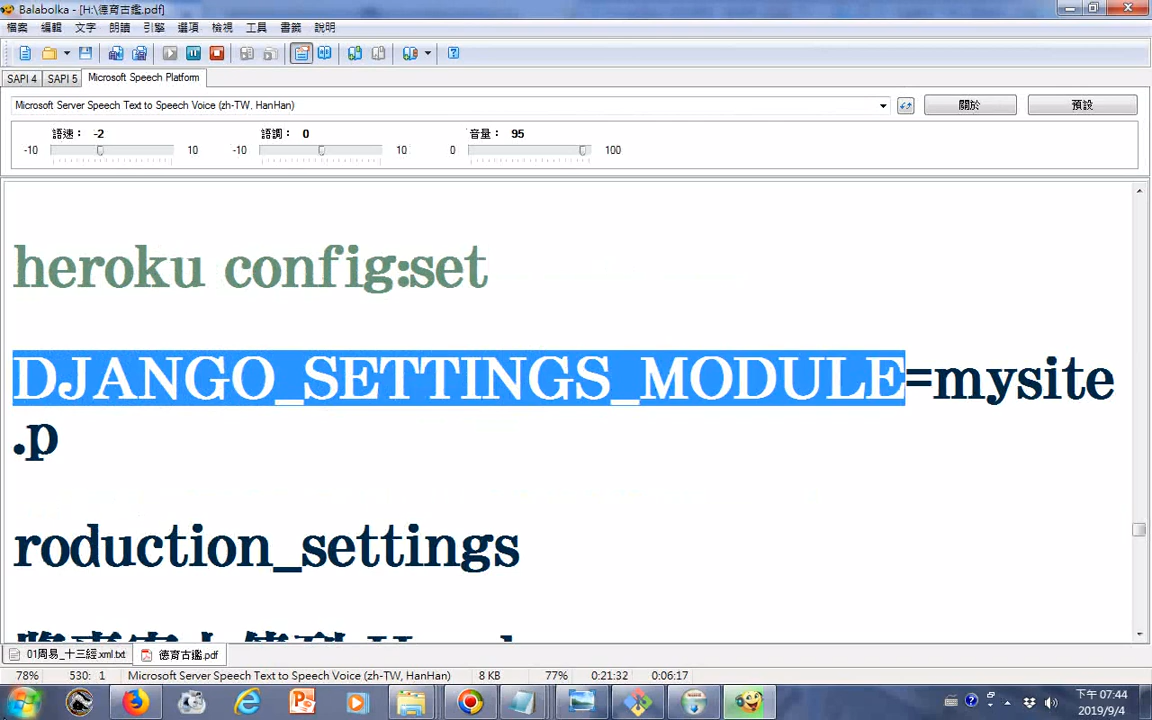 Balabolka - [H:\德育古鑑.pdf]
檔案 編輯 文字 朗讀 引擎 選項 檢視 工具 書籤 說明
SAPI 4 SAPI 5 Microsoft Speech Platform
Microsoft Server Speech Text to Speech Voice (zh-TW, HanHan) 關於 預設
語速： -2 語調： 0 音量： 95
-10 10 -10 10 0 100
heroku config:set
DJANGO_SETTINGS_MODULE=mysite
.p
roduction_settings
01周易_十三經.xml.txt 德育古鑑.pdf
78% 530: 1 Microsoft Server Speech Text to Speech Voice (zh-TW, HanHan) 8 KB 77% 0:21:32 0:06:17
下午 07:44
2019/9/4